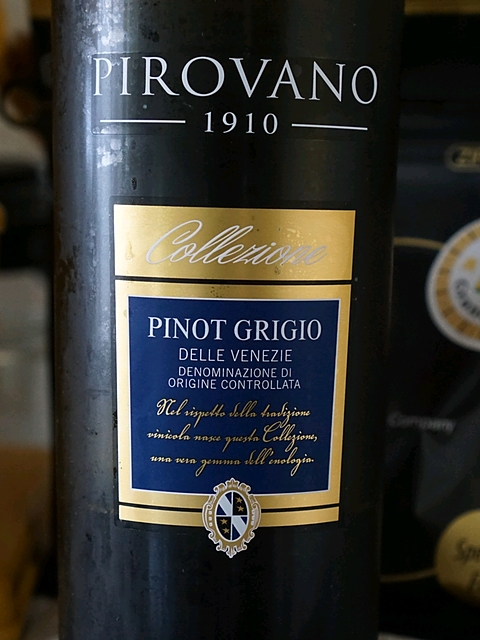 PIROVANO
1910
Collezione
PINOT GRIGIO
DELLE VENEZIE
DENOMINAZIONE DI
ORIGINE CONTROLLATA
Nel rispetto della tradizione
vinicola nasce questa Collezione,
una vera gemma dell'enologia.
Company